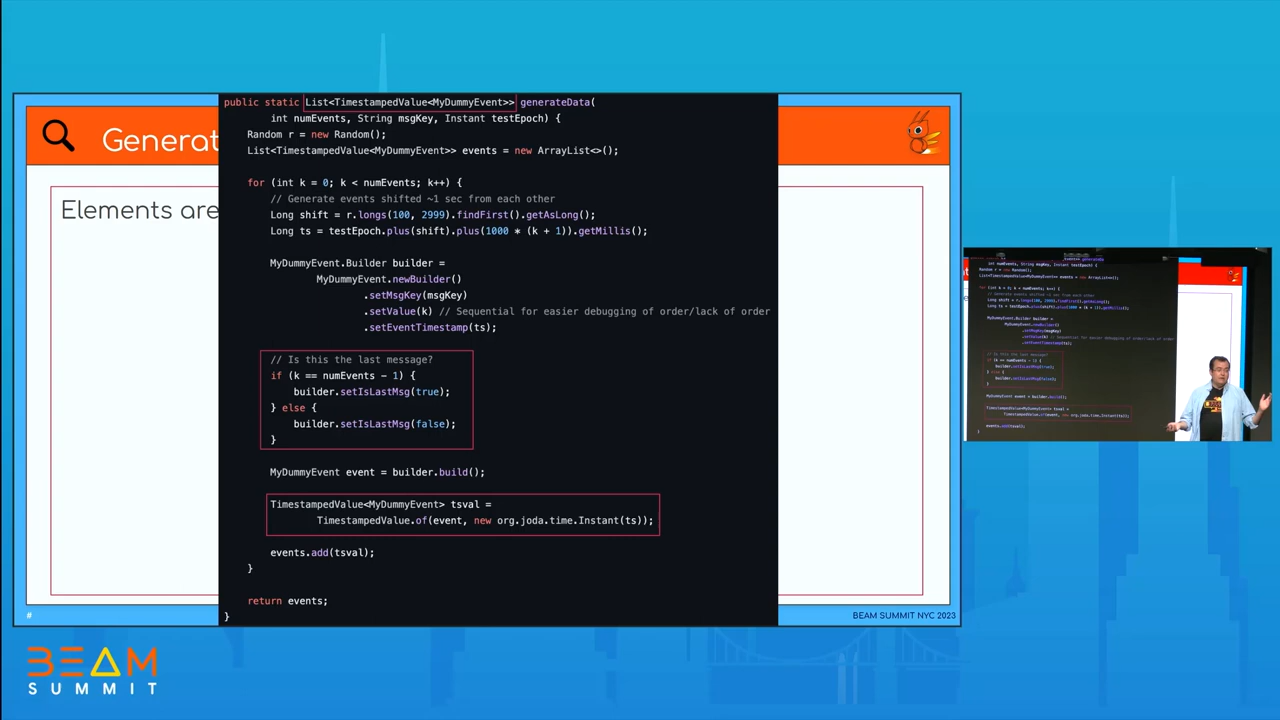 Generat
Elements are
public static List<TimestampedValue<MyDummyEvent>> generateData(
int numEvents, String msgKey, Instant testEpoch) {
Random r = new Random();
List<TimestampedValue<MyDummyEvent>> events = new ArrayList<>();
for (int k = 0; k < numEvents; k++) {
// Generate events shifted ~1 sec from each other
Long shift = r.longs(100, 2999).findFirst().getAsLong();
Long ts = testEpoch.plus(shift).plus(1000 * (k + 1)).getMillis();
MyDummyEvent.Builder builder =
MyDummyEvent.newBuilder()
.setMsgKey(msgKey)
.setValue(k) // Sequential for easier debugging of order/lack of order
.setEventTimestamp(ts);
// Is this the last message?
if (k == numEvents - 1) {
builder.setIsLastMsg(true);
} else {
builder.setIsLastMsg(false);
}
MyDummyEvent event = builder.build();
TimestampedValue<MyDummyEvent> tsval =
TimestampedValue.of(event, new org.joda.time.Instant(ts));
events.add(tsval);
}
return events;
}
#
BEAM SUMMIT NYC 2023
BEAM
SUMMIT